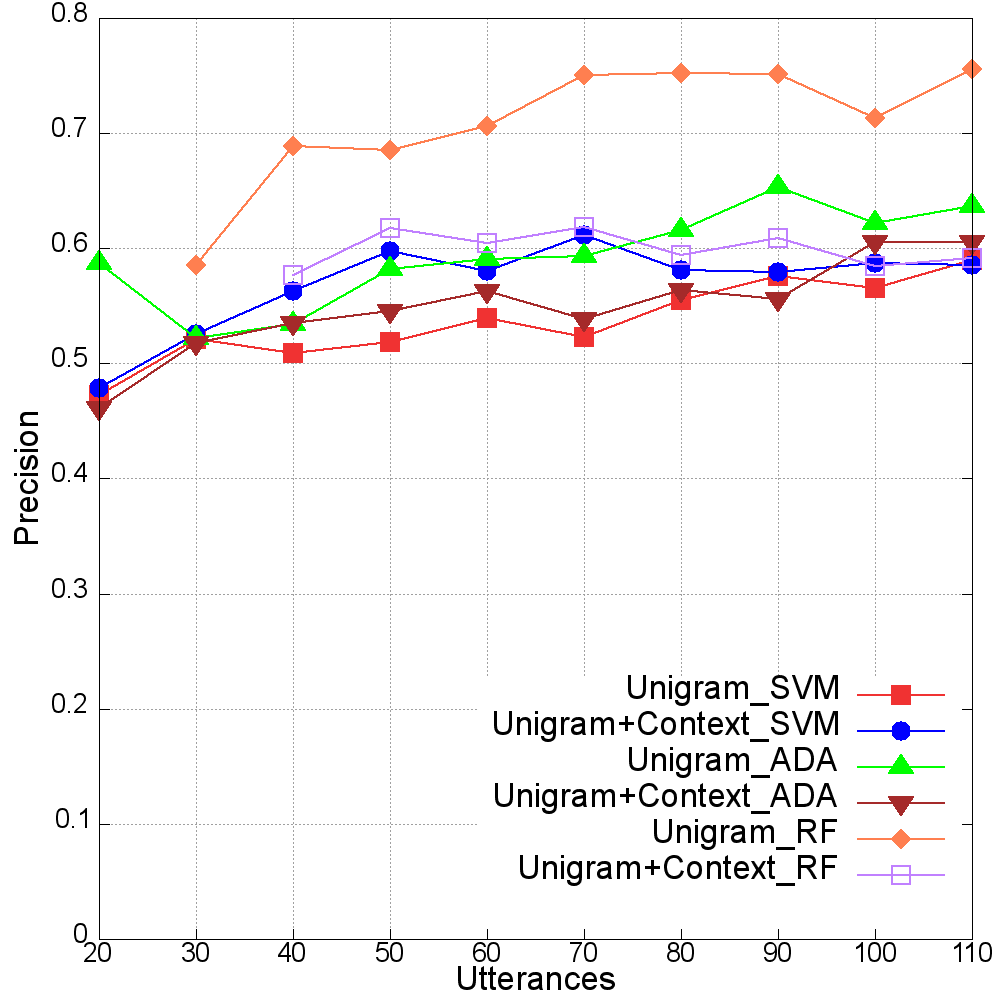 0.8
0.7
0.6
0.5
0.4
0.3
0.2
0.1
0
Precision
Unigram_SVM
Unigram+Context_SVM
Unigram_ADA
Unigram+Context_ADA
Unigram_RF
Unigram+Context_RF
20 30 40 50 60 70 80 90 100 110
Utterances